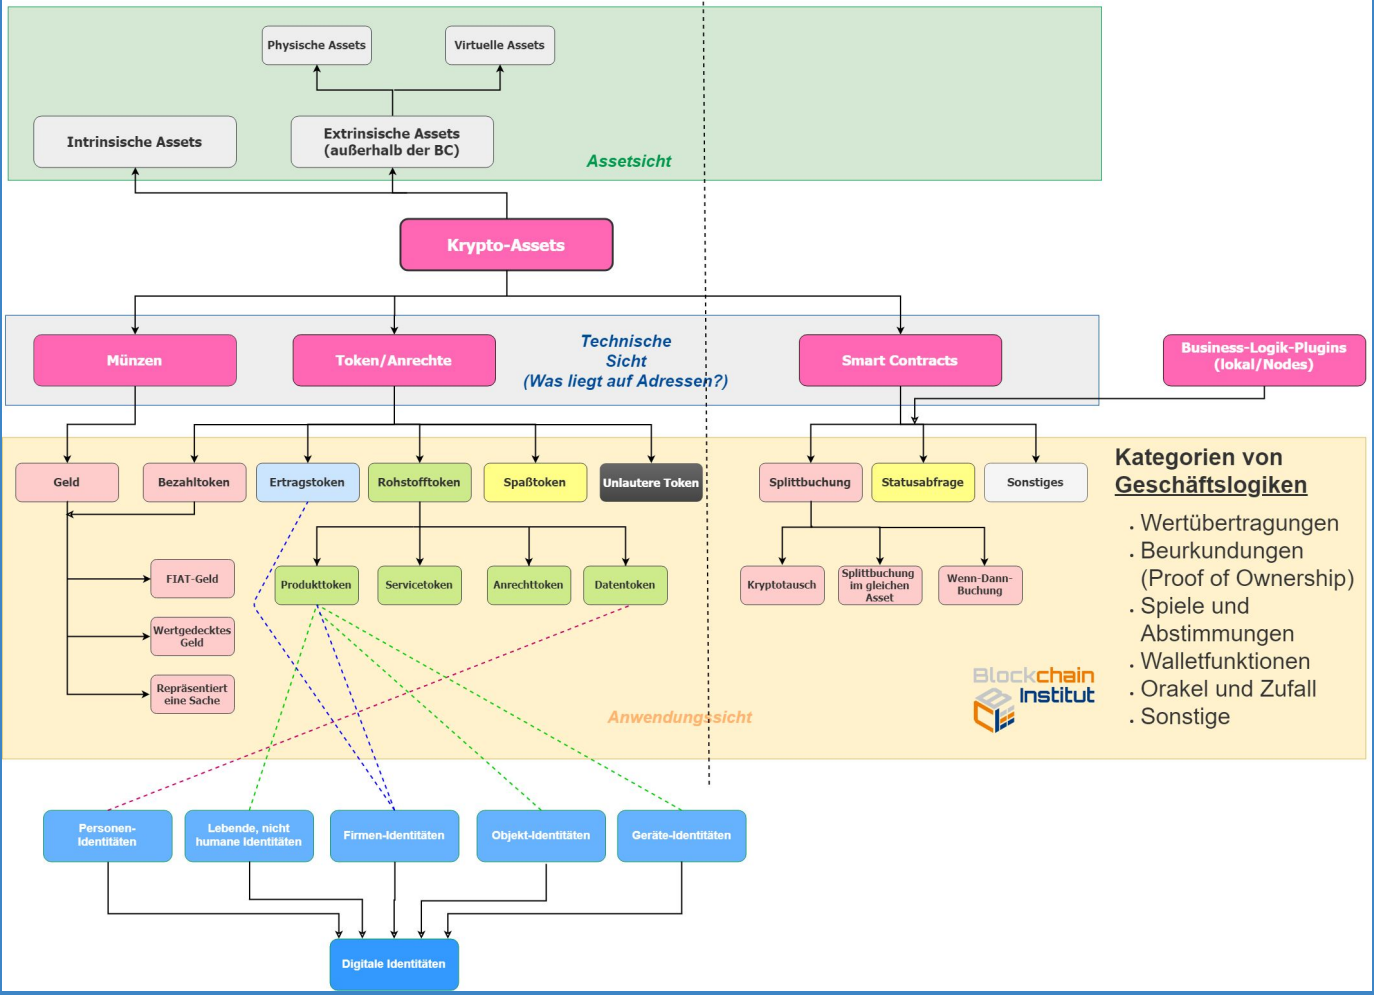 Physische Assets
Virtuelle Assets
Intrinsische Assets
Extrinsische Assets
(außerhalb der BC)
Assetsicht
Krypto-Assets
Münzen
Token/Anrechte
Technische
Sicht
(Was liegt auf Adressen?)
Smart Contracts
Business-Logik-Plugins
(lokal/Nodes)
Geld
Bezahltoken
Ertragstoken
Rohstofftoken
Spaßtoken
Unlautere Token
Splittbuchung
Statusabfrage
Sonstiges
FIAT-Geld
Wertgedecktes
Geld
Repräsentiert
eine Sache
Produkttoken
Servicetoken
Anrechttoken
Datentoken
Kryptotausch
Splittbuchung
im gleichen
Asset
Wenn-Dann-
Buchung
Kategorien von
Geschäftslogiken
. Wertübertragungen
. Beurkundungen
(Proof of Ownership)
. Spiele und
Abstimmungen
. Walletfunktionen
. Orakel und Zufall
. Sonstige
Blockchain
Institut
Anwendungssicht
Personen-
Identitäten
Lebende, nicht
humane Identitäten
Firmen-Identitäten
Objekt-Identitäten
Geräte-Identitäten
Digitale Identitäten